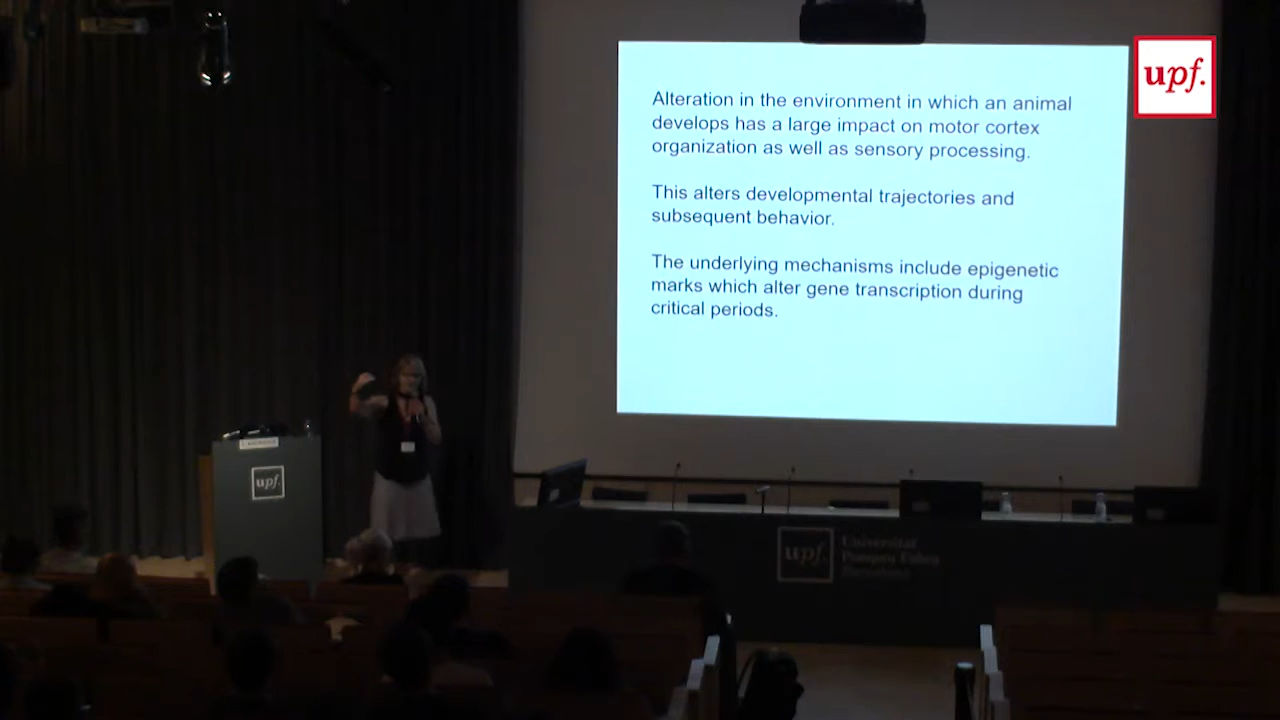 Alteration in the environment in which an animal
develops has a large impact on motor cortex
organization as well as sensory processing.
This alters developmental trajectories and
subsequent behavior.
The underlying mechanisms include epigenetic
marks which alter gene transcription during
critical periods.
upf.
upf.
upf.
Universitat
Pompeu Fabra
Barcelona